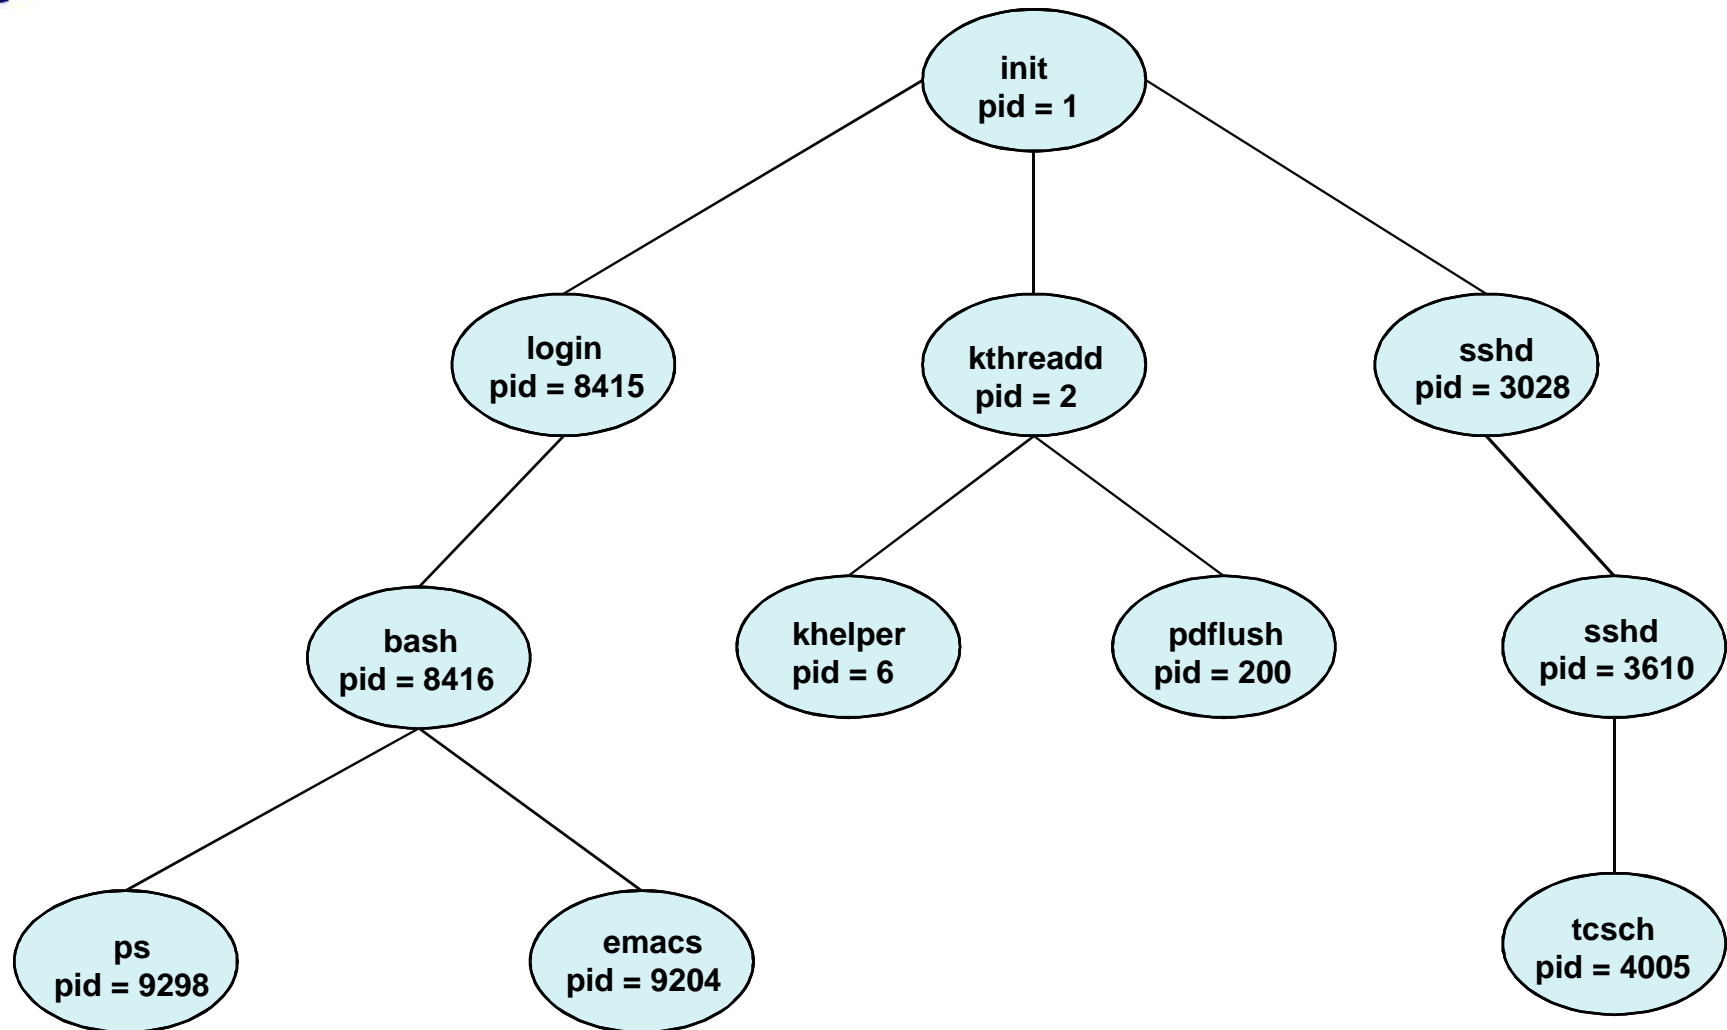 init
pid = 1
login
pid = 8415
kthreadd
pid = 2
sshd
pid = 3028
bash
pid = 8416
khelper
pid = 6
pdflush
pid = 200
sshd
pid = 3610
ps
pid = 9298
emacs
pid = 9204
tcsch
pid = 4005